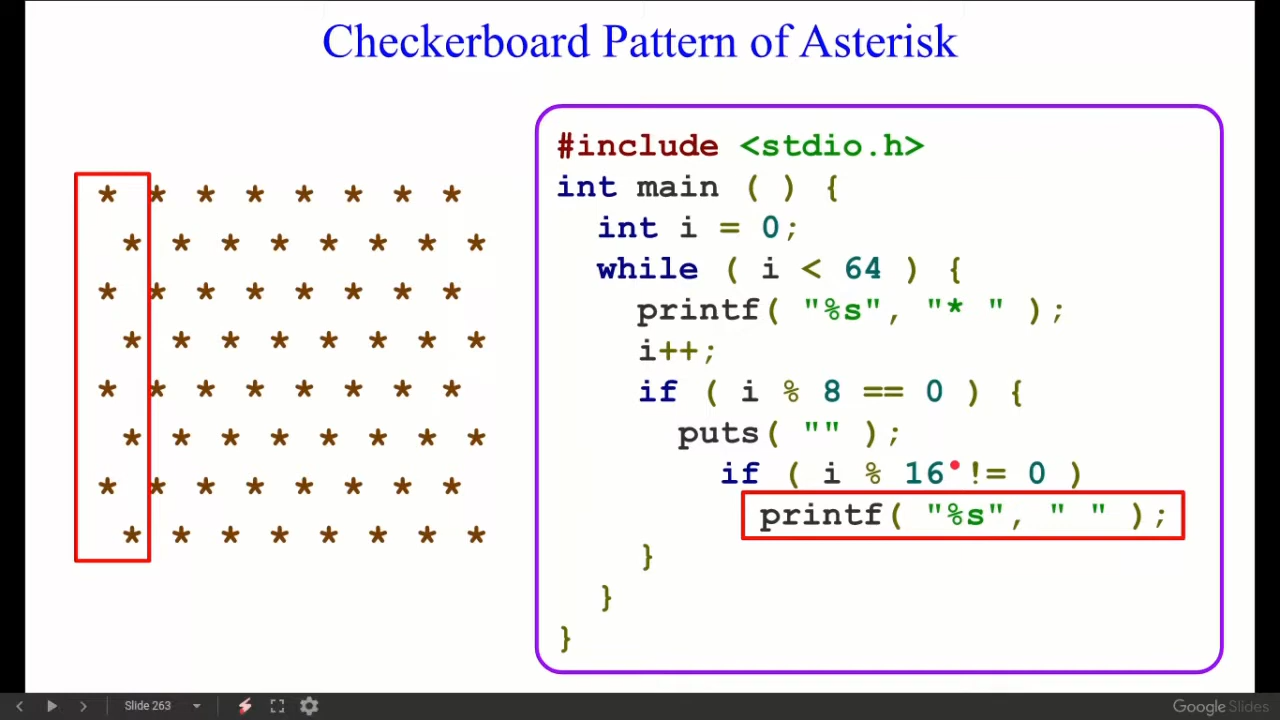 Checkerboard Pattern of Asterisk
* * * * * * * *
 * * * * * * * *
* * * * * * * *
 * * * * * * * *
* * * * * * * *
 * * * * * * * *
* * * * * * * *
 * * * * * * * *
#include <stdio.h>
int main ( ) {
  int i = 0;
  while ( i < 64 ) {
    printf( "%s", "* " );
    i++;
    if ( i % 8 == 0 ) {
      puts( "" );
        if ( i % 16 != 0 )
          printf( "%s", " " );
    }
  }
}
Slide 263
Google Slides